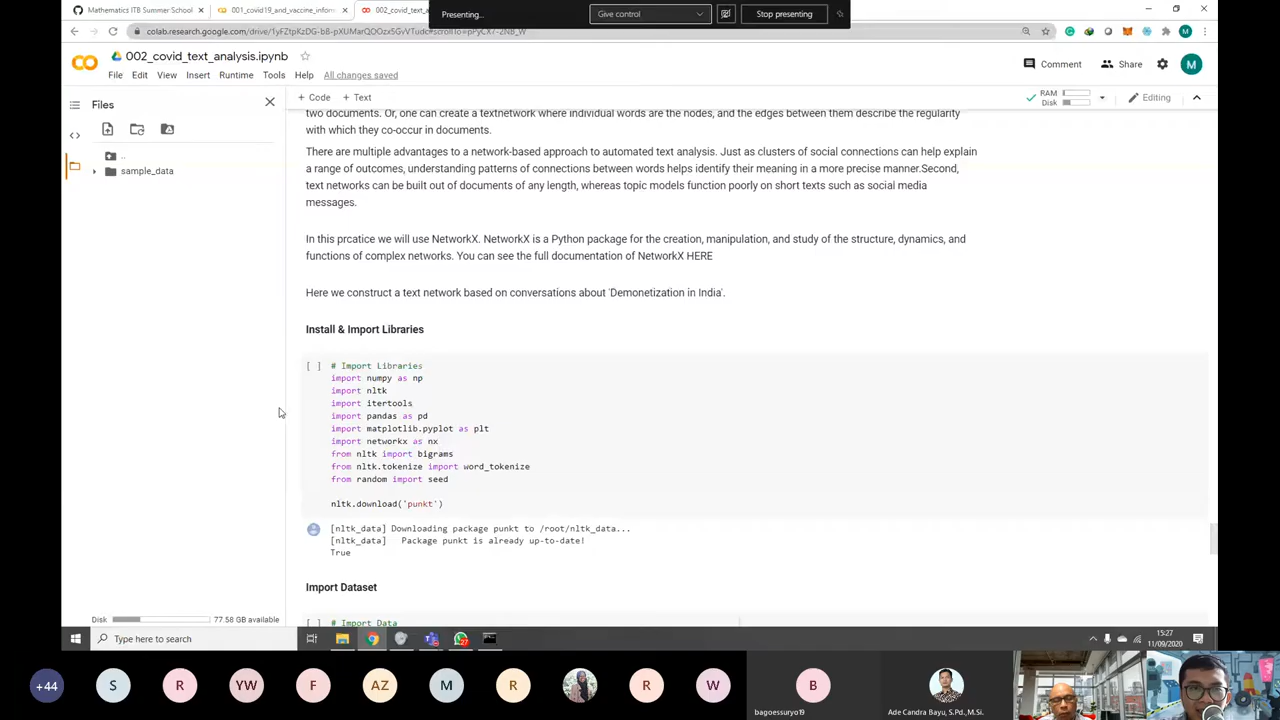 Mathematics ITB Summer School
001_covid19_and_vaccine_inform
002_covid_text_a
Presenting...
Give control
Stop presenting
colab.research.google.com/drive/
002_covid_text_analysis.ipynb
File Edit View Insert Runtime Tools Help All changes saved
Comment
Share
M
Files
+ Code + Text
RAM
Disk
Editing
..
sample_data
two documents. Or, one can create a textnetwork where individual words are the nodes, and the edges between them describe the regularity
with which they co-occur in documents.
There are multiple advantages to a network-based approach to automated text analysis. Just as clusters of social connections can help explain
a range of outcomes, understanding patterns of connections between words helps identify their meaning in a more precise manner.Second,
text networks can be built out of documents of any length, whereas topic models function poorly on short texts such as social media
messages.
In this prcatice we will use NetworkX. NetworkX is a Python package for the creation, manipulation, and study of the structure, dynamics, and
functions of complex networks. You can see the full documentation of NetworkX HERE
Here we construct a text network based on conversations about 'Demonetization in India'.
Install & Import Libraries
[ ] # Import Libraries
import numpy as np
import nltk
import itertools
import pandas as pd
import matplotlib.pyplot as plt
import networkx as nx
from nltk import bigrams
from nltk.tokenize import word_tokenize
from random import seed
nltk.download('punkt')
[nltk_data] Downloading package punkt to /root/nltk_data...
[nltk_data] Package punkt is already up-to-date!
True
Import Dataset
[ ] # Import Data
Disk
77.58 GB available
Type here to search
27
15:27
11/09/2020
+44
S
R
YW
F
AZ
M
R
R
W
B
bagoessuryo19
Ade Candra Bayu, S.Pd.,M.Si.